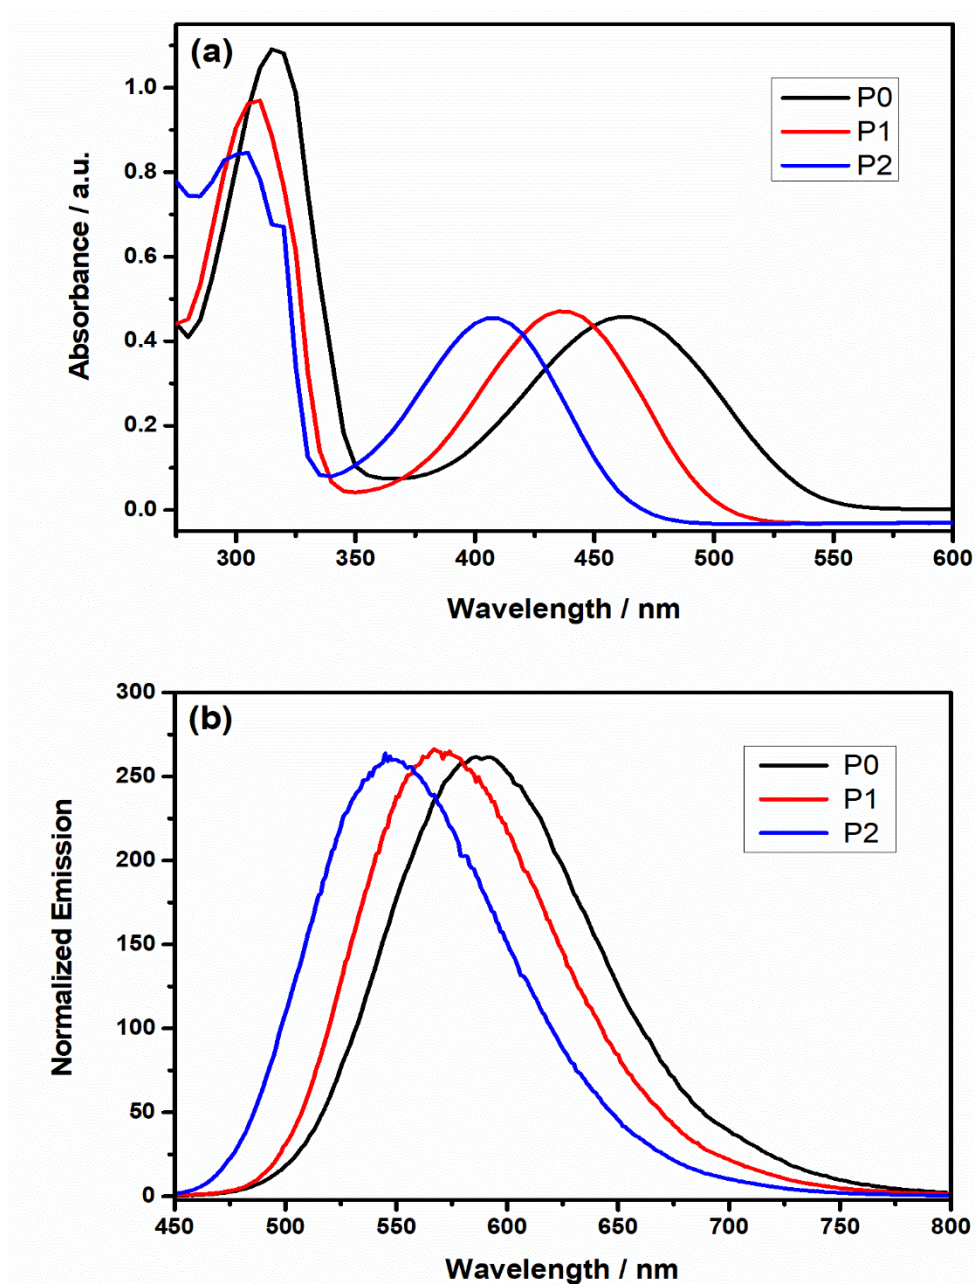 (a)
P0
P1
P2
Absorbance / a.u.
1.0
0.8
0.6
0.4
0.2
0.0
300 350 400 450 500 550 600
Wavelength / nm
(b)
P0
P1
P2
Normalized Emission
300
250
200
150
100
50
0
450 500 550 600 650 700 750 800
Wavelength / nm